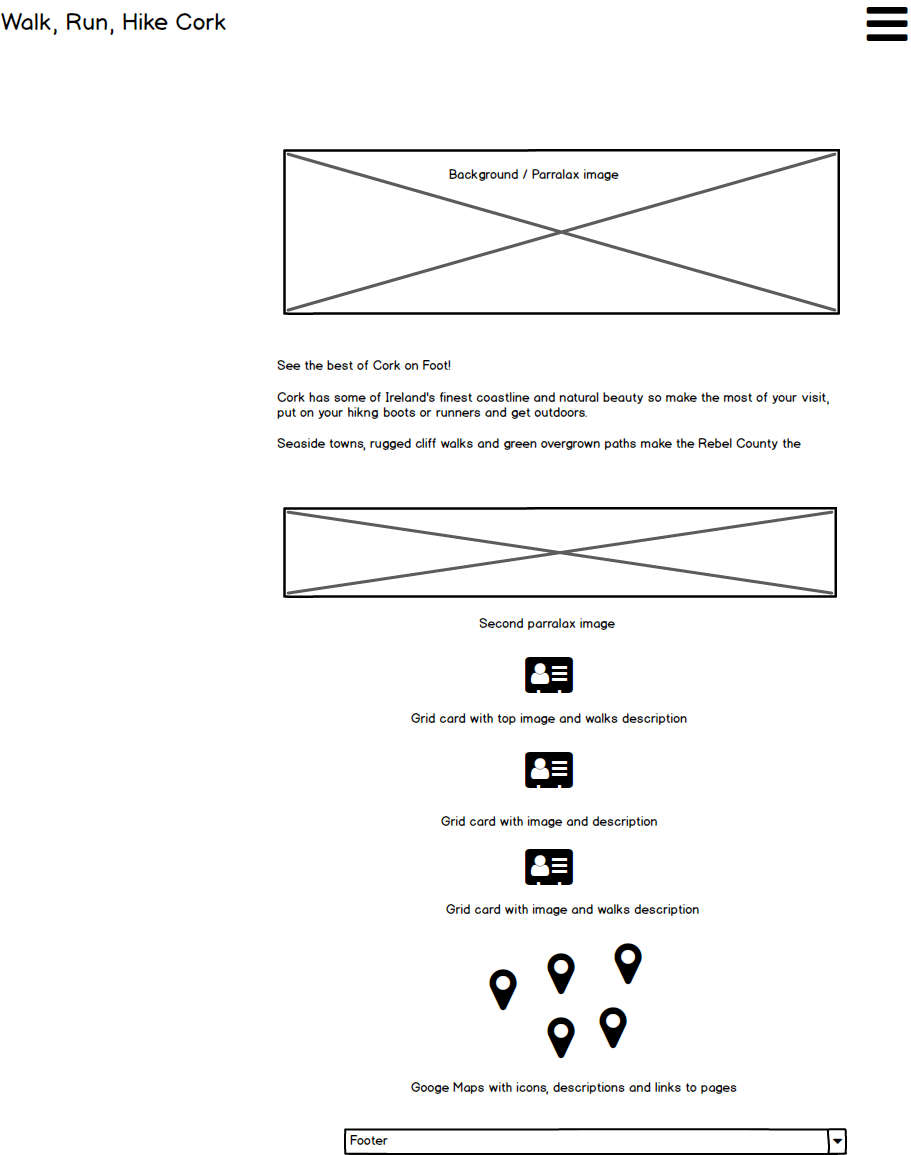 Walk, Run, Hike Cork
Background / Parralax image
See the best of Cork on Foot!
Cork has some of Ireland's finest coastline and natural beauty so make the most of your visit,
put on your hikng boots or runners and get outdoors.
Seaside towns, rugged cliff walks and green overgrown paths make the Rebel County the
Second parralax image
Grid card with top image and walks description
Grid card with image and description
Grid card with image and walks description
Googe Maps with icons, descriptions and links to pages
Footer